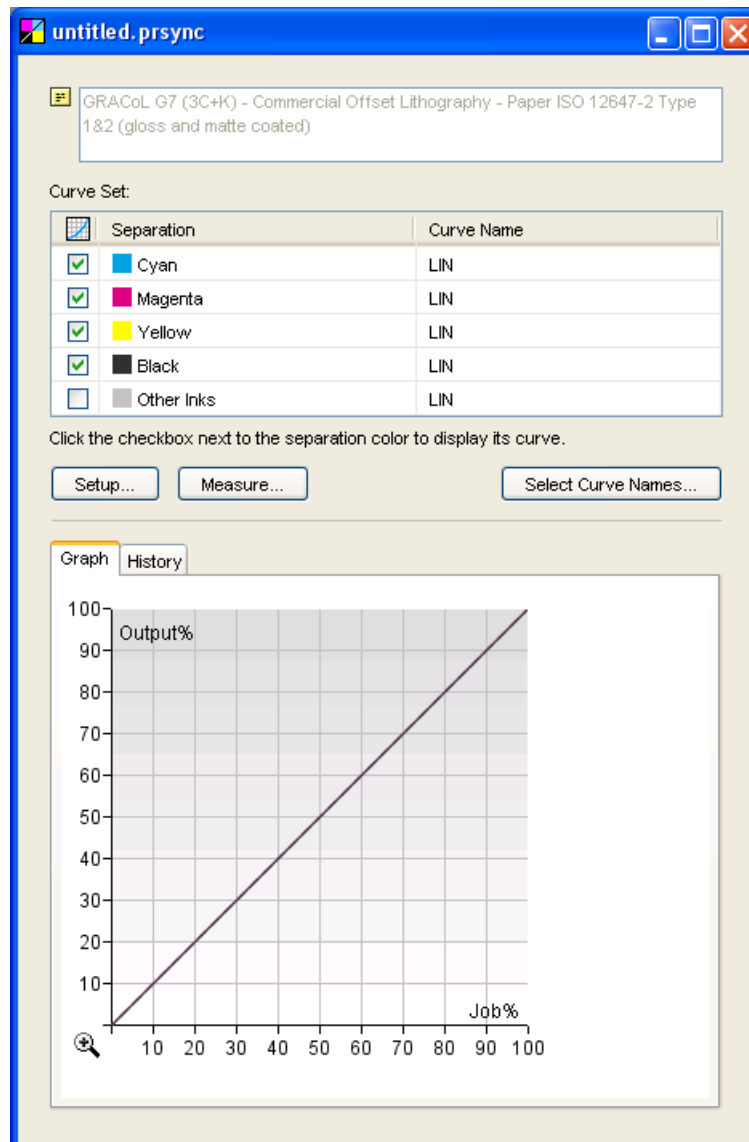 untitled.prsync
GRACoL G7 (3C+K) - Commercial Offset Lithography - Paper ISO 12647-2 Type
1&2 (gloss and matte coated)
Curve Set:
Separation Curve Name
Cyan LIN
Magenta LIN
Yellow LIN
Black LIN
Other Inks LIN
Click the checkbox next to the separation color to display its curve.
Setup... Measure... Select Curve Names...
Graph History
100
Output%
90
80
70
60
50
40
30
20
10
Job%
10 20 30 40 50 60 70 80 90 100